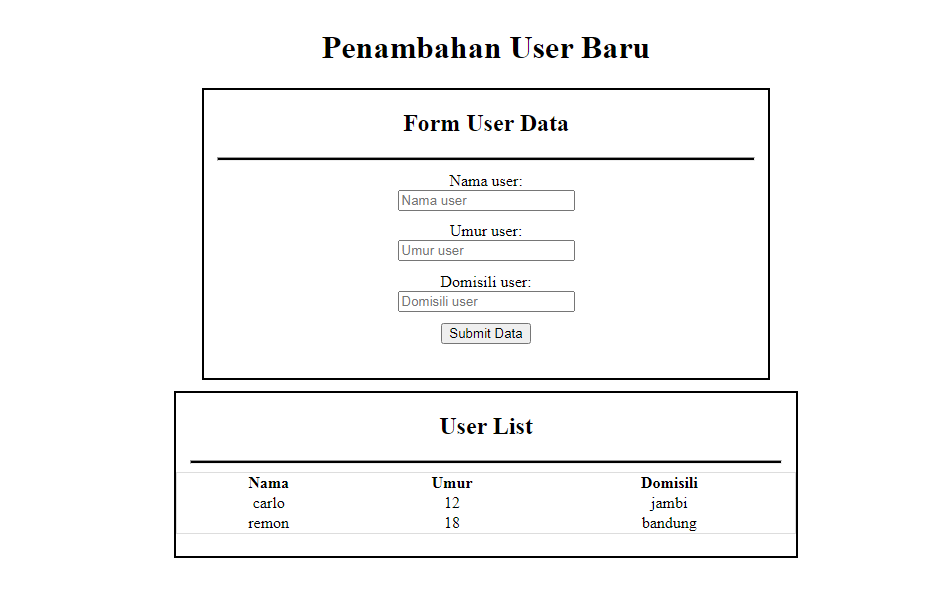 Penambahan User Baru
Form User Data
Nama user:
Nama user
Umur user:
Umur user
Domisili user:
Domisili user
Submit Data
User List
Nama Umur Domisili
carlo 12 jambi
remon 18 bandung